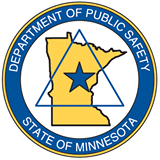 DEPARTMENT OF PUBLIC SAFETY
STATE OF MINNESOTA